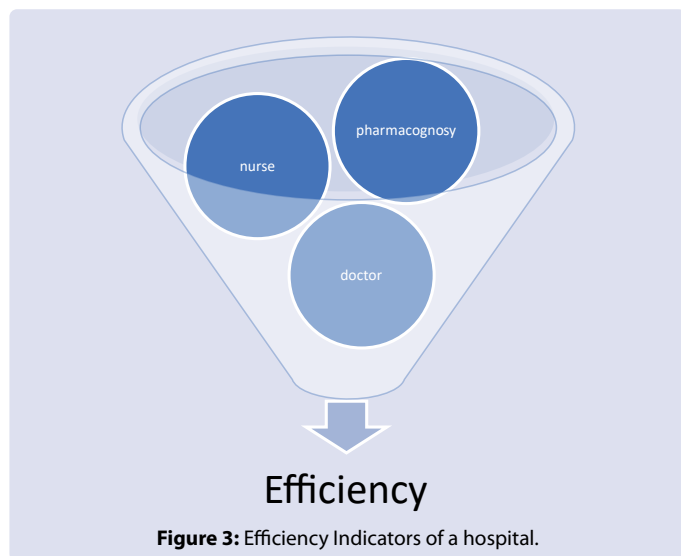 pharmacognosy
nurse
doctor
Efficiency
Figure 3: Efficiency Indicators of a hospital.